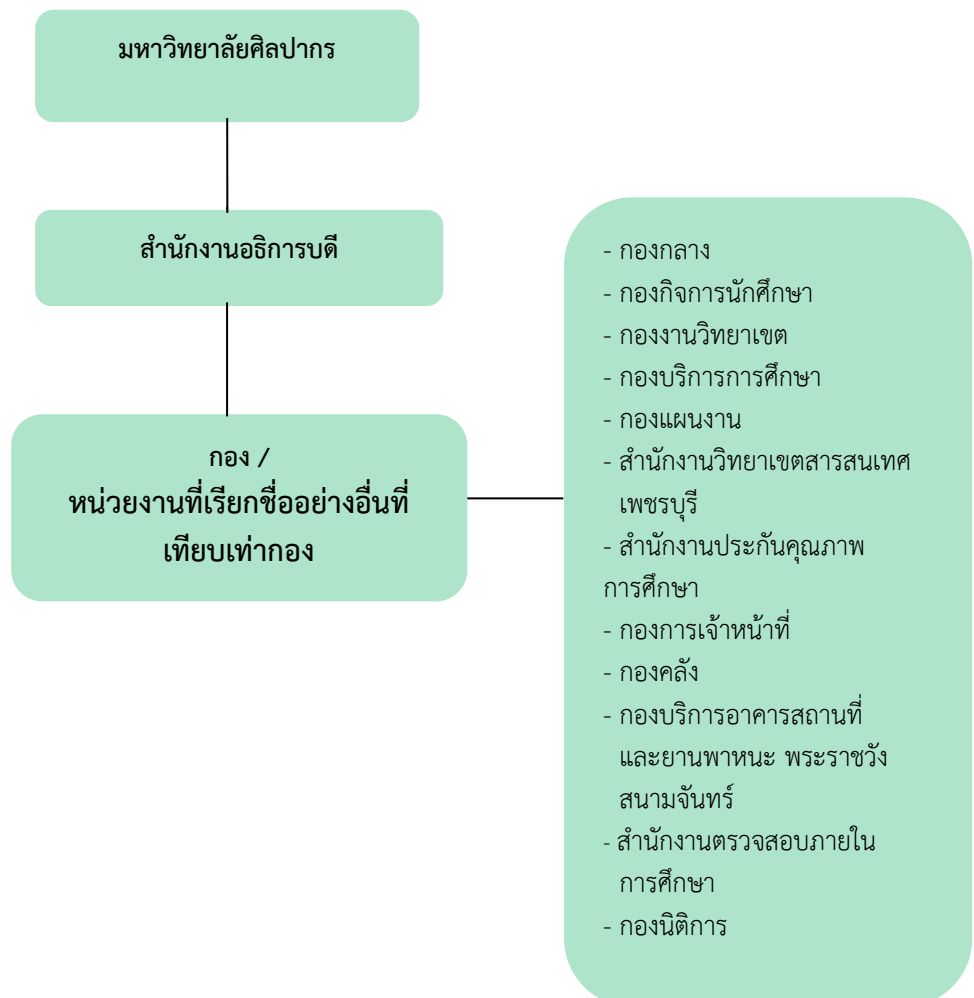 มหาวิทยาลัยศิลปากร
สำนักงานอธิการบดี
กอง /
หน่วยงานที่เรียกชื่ออย่างอื่นที่
เทียบเท่ากอง
- กองกลาง
- กองกิจการนักศึกษา
- กองงานวิทยาเขต
- กองบริการการศึกษา
- กองแผนงาน
- สำนักงานวิทยาเขตสารสนเทศ
เพชรบุรี
- สำนักงานประกันคุณภาพ
การศึกษา
- กองการเจ้าหน้าที่
- กองคลัง
- กองบริการอาคารสถานที่
และยานพาหนะ พระราชวัง
สนามจันทร์
- สำนักงานตรวจสอบภายใน
การศึกษา
- กองนิติการ